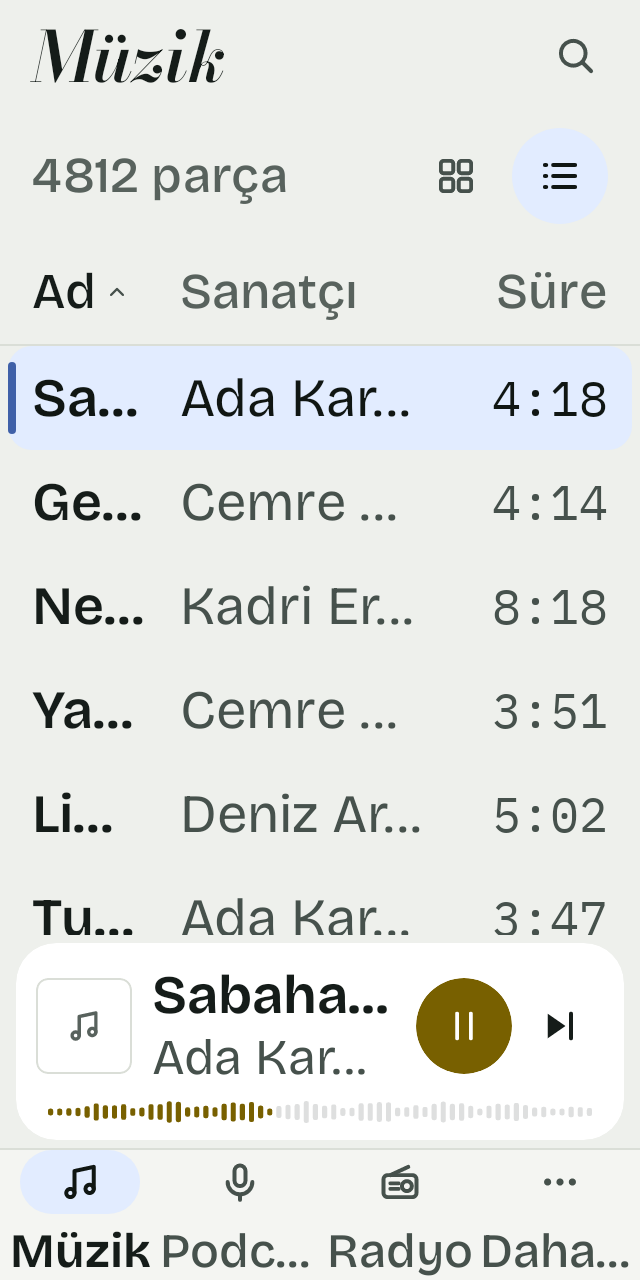 Müzik
4812 parça
Ad Sanatçı Süre
Sa... Ada Kar... 4:18
Ge... Cemre ... 4:14
Ne... Kadri Er... 8:18
Ya... Cemre ... 3:51
Li... Deniz Ar... 5:02
Tu... Ada Kar... 3:47
Sabaha...
Ada Kar...
Müzik Podc... Radyo Daha...